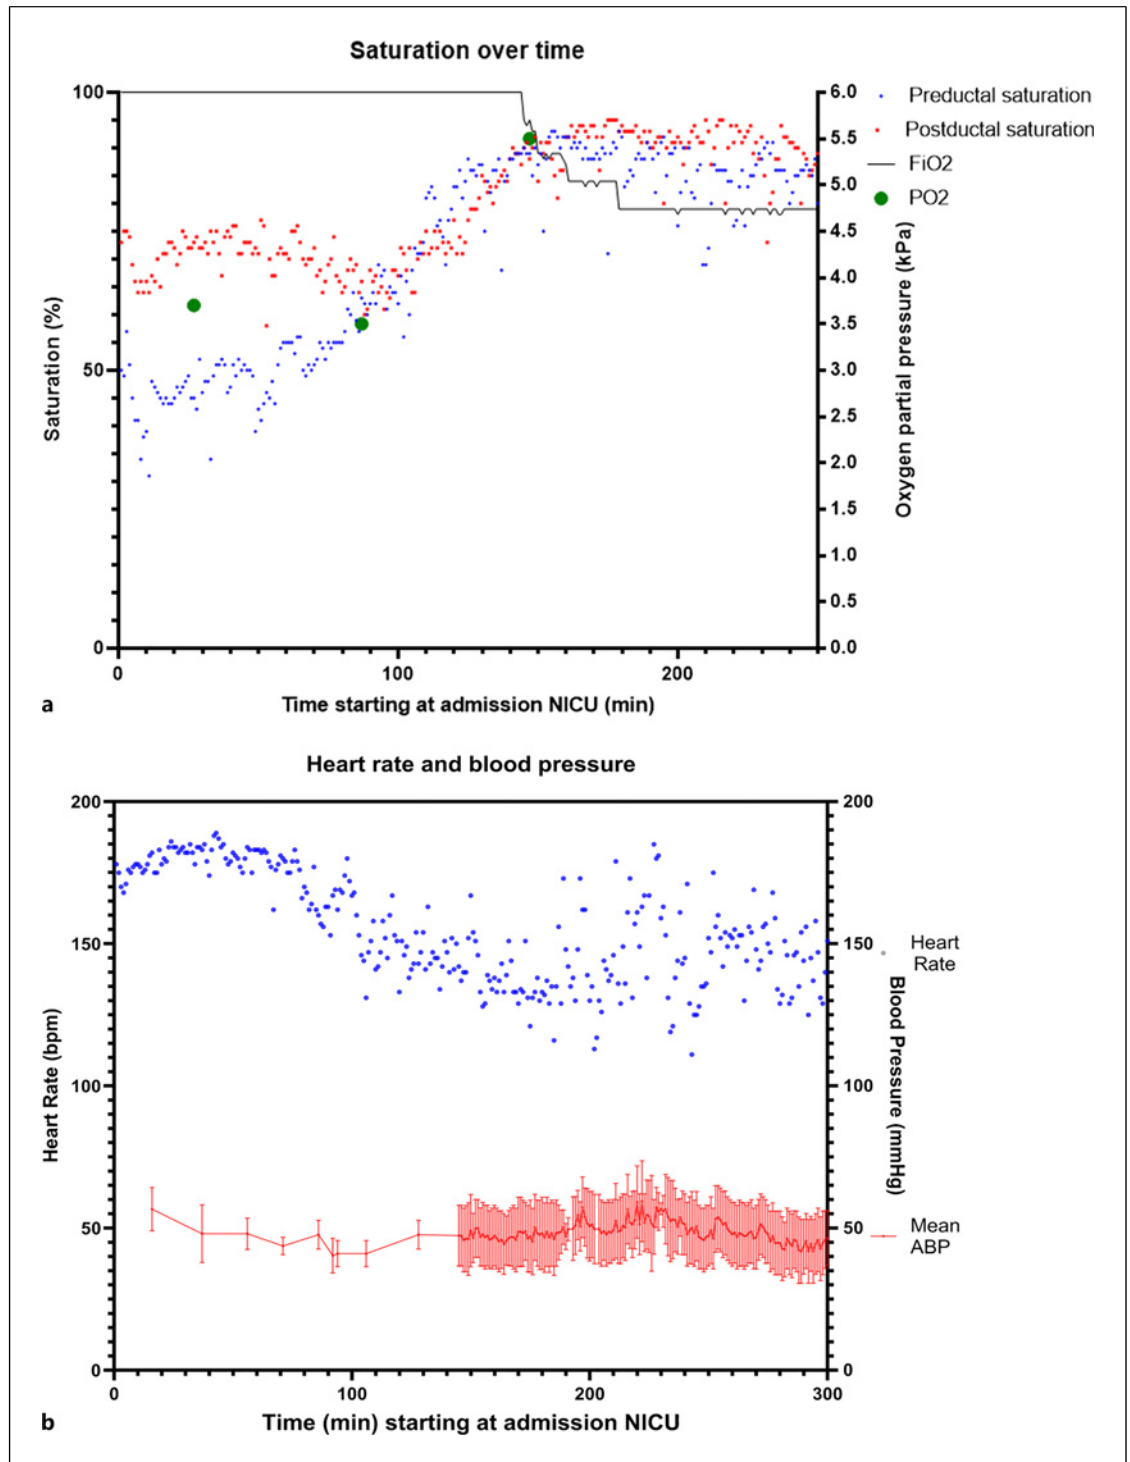 Saturation over time
100
50
0
Saturation (%)
0
100
200
Time starting at admission NICU (min)
6.0
5.5
5.0
4.5
4.0
3.5
3.0
2.5
2.0
1.5
1.0
0.5
0.0
Oxygen partial pressure (kPa)
Preductal saturation
Postductal saturation
FiO2
PO2
a
Heart rate and blood pressure
200
150
100
50
0
Heart Rate (bpm)
0
100
200
300
Time (min) starting at admission NICU
200
150
100
50
0
Blood Pressure (mmHg)
Heart
Rate
Mean
ABP
b